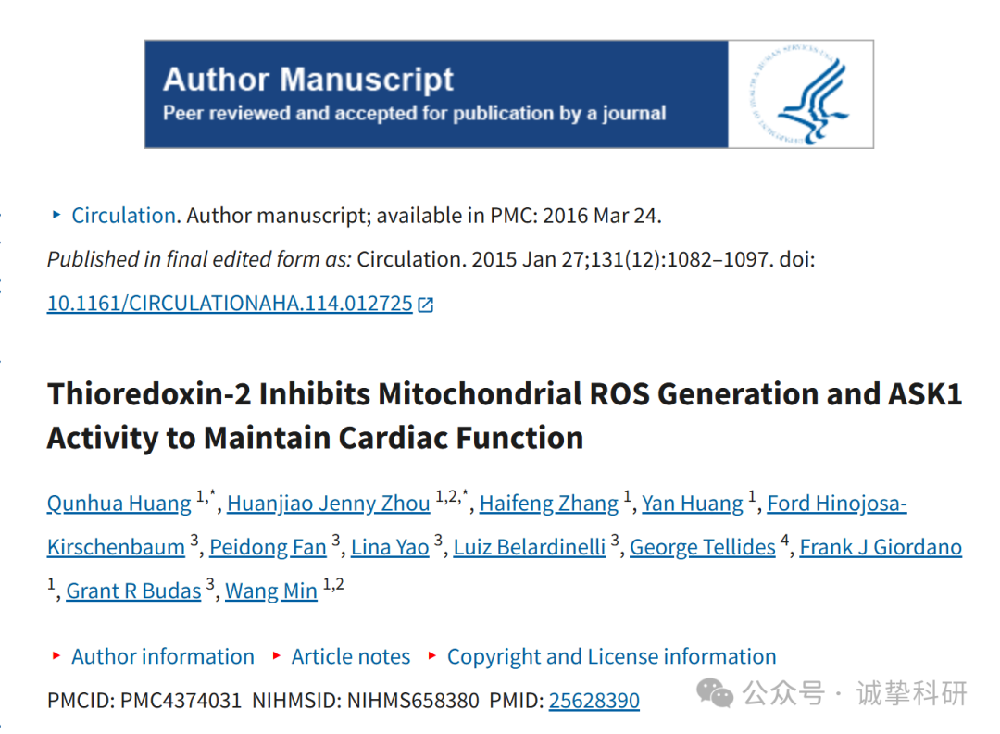 Author Manuscript
Peer reviewed and accepted for publication by a journal
▸ Circulation. Author manuscript; available in PMC: 2016 Mar 24.
Published in final edited form as: Circulation. 2015 Jan 27;131(12):1082–1097. doi:
10.1161/CIRCULATIONAHA.114.012725
Thioredoxin-2 Inhibits Mitochondrial ROS Generation and ASK1
Activity to Maintain Cardiac Function
Qunhua Huang 1,*, Huanjiao Jenny Zhou 1,2,*, Haifeng Zhang 1, Yan Huang 1, Ford Hinojosa-
Kirschenbaum 3, Peidong Fan 3, Lina Yao 3, Luiz Belardinelli 3, George Tellides 4, Frank J Giordano
1, Grant R Budas 3, Wang Min 1,2
▸ Author information ▸ Article notes ▸ Copyright and License information
PMCID: PMC4374031 NIHMSID: NIHMS658380 PMID: 25628390
公众号 · 诚挚科研